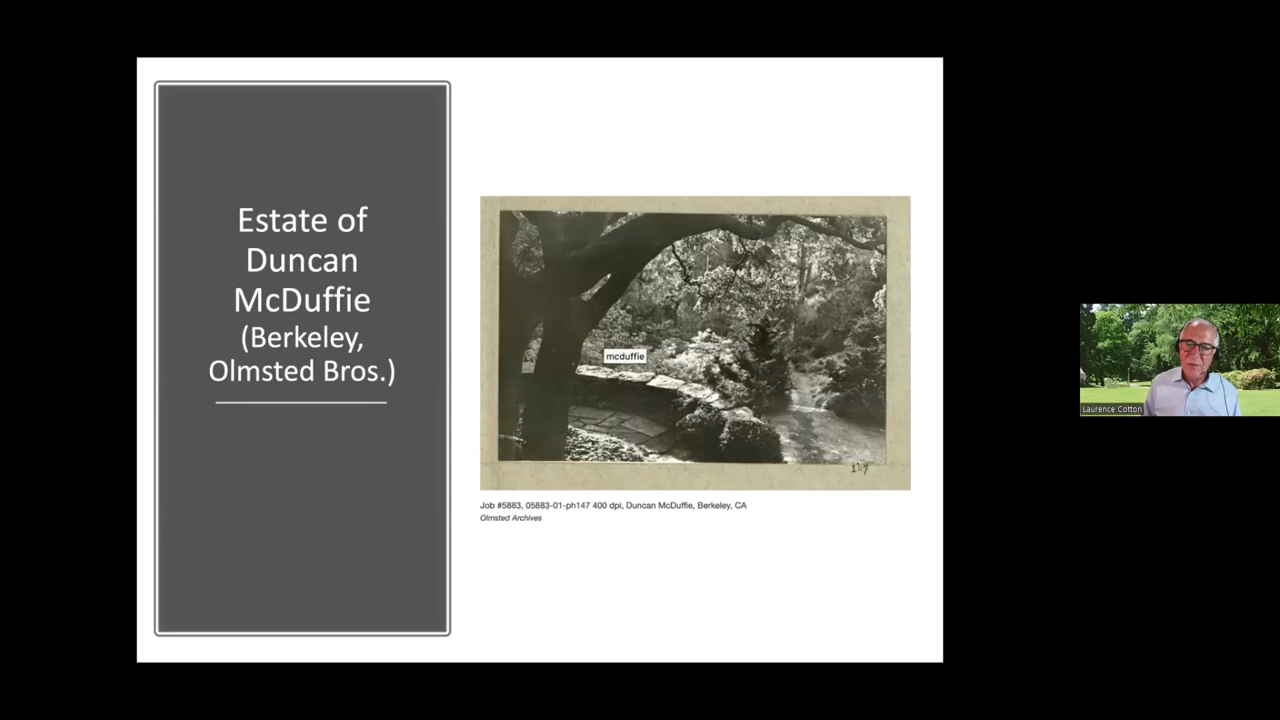 Estate of
Duncan
McDuffie
(Berkeley,
Olmsted Bros.)
mcduffie
Job #5883, 05883-01-ph147 400 dpi, Duncan McDuffie, Berkeley, CA
Olmsted Archives
Laurence Cotton